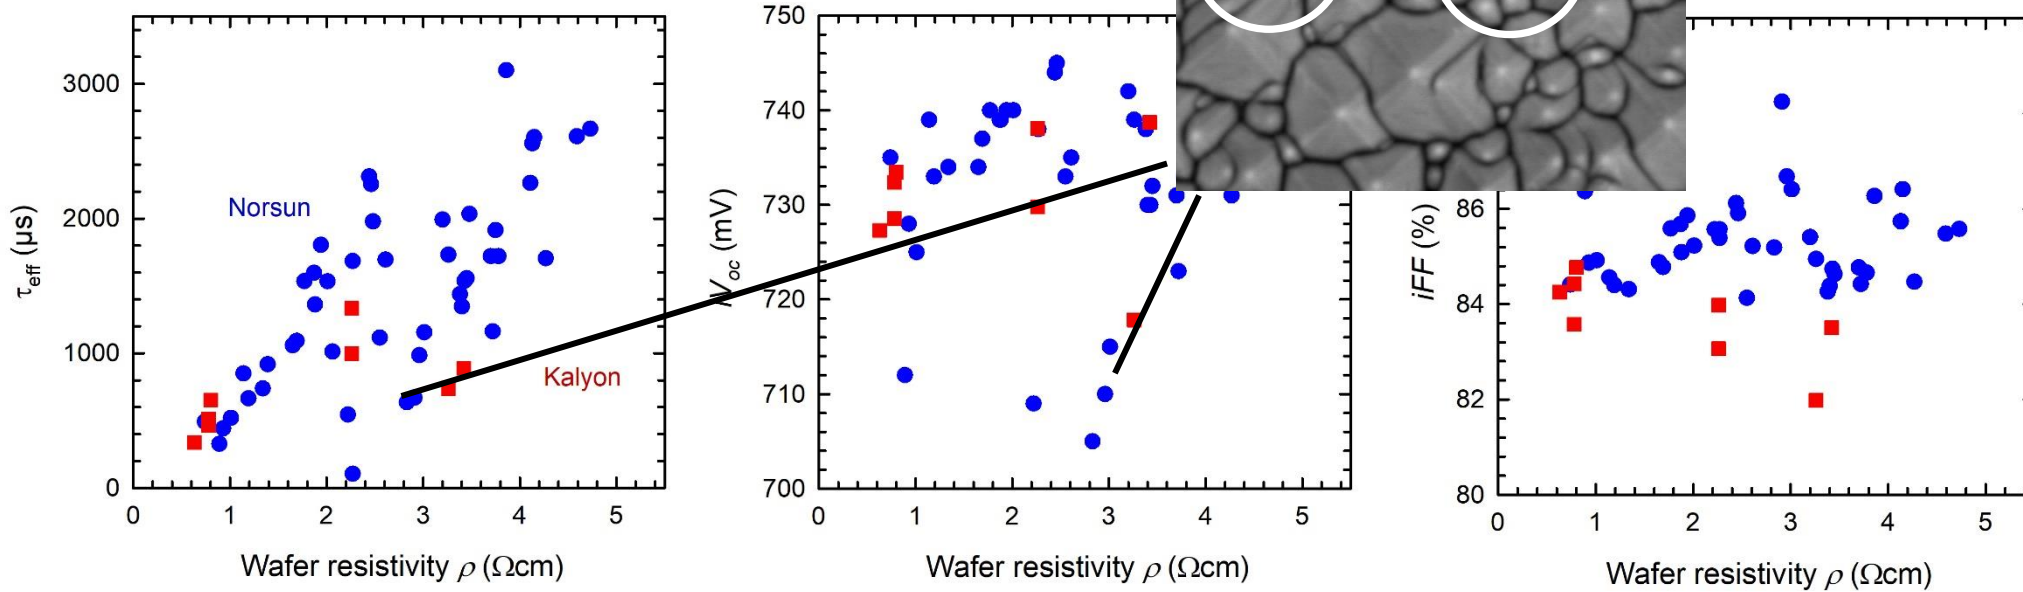 3000
2000
1000
0
τeff (µs)
Norsun
Kalyon
0 1 2 3 4 5
Wafer resistivity ρ (Ωcm)
750
740
730
720
710
700
(mV)
0 1 2 3 4 5
Wafer resistivity ρ (Ωcm)
86
84
82
80
iFF (%)
0 1 2 3 4 5
Wafer resistivity ρ (Ωcm)